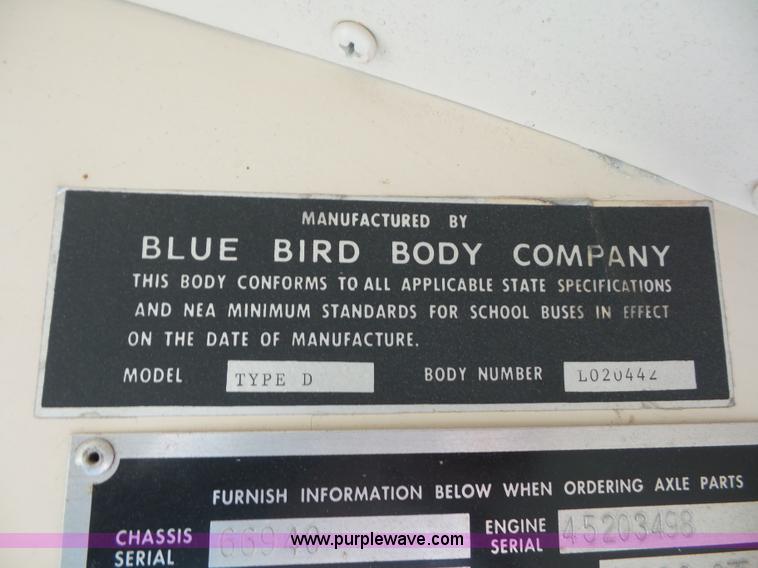 MANUFACTURED BY
BLUE BIRD BODY COMPANY
THIS BODY CONFORMS TO ALL APPLICABLE STATE SPECIFICATIONS
AND NEA MINIMUM STANDARDS FOR SCHOOL BUSES IN EFFECT
ON THE DATE OF MANUFACTURE.
MODEL TYPE D BODY NUMBER L020442
FURNISH INFORMATION BELOW WHEN ORDERING AXLE PARTS
CHASSIS SERIAL 66940 ENGINE SERIAL 45203498
www.purplewave.com